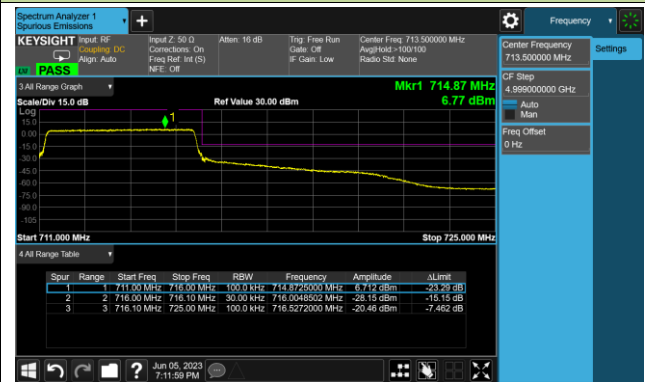 Spectrum Analyzer 1
Spurious Emissions
Frequency
KEYSIGHT Input: RF Input Z: 50 Ω Atten: 16 dB Trig: Free Run Center Freq: 713.500000 MHz
Coupling: DC Corrections: On Gate: Off Avg|Hold:>100/100
Align: Auto Freq Ref: Int (S) IF Gain: Low Radio Std: None
NFE: Off
LXI PASS
Center Frequency
713.500000 MHz
Settings
CF Step
4.999000000 GHz
Auto
Man
Freq Offset
0 Hz
3 All Range Graph
Mkr1 714.87 MHz
Scale/Div 15.0 dB Ref Value 30.00 dBm 6.77 dBm
Log
1
15.0
0.00
-15.0
-30.0
-45.0
-60.0
-75.0
-90.0
-105
Start 711.000 MHz Stop 725.000 MHz
4 All Range Table
Spur Range Start Freq Stop Freq RBW Frequency Amplitude ΔLimit
1 1 711.00 MHz 716.00 MHz 100.0 kHz 714.8725000 MHz 6.712 dBm -23.29 dB
2 2 716.00 MHz 716.10 MHz 30.00 kHz 716.0048502 MHz -28.15 dBm -15.15 dB
3 3 716.10 MHz 725.00 MHz 100.0 kHz 716.5272000 MHz -20.46 dBm -7.462 dB
?
Jun 05, 2023
7:11:59 PM